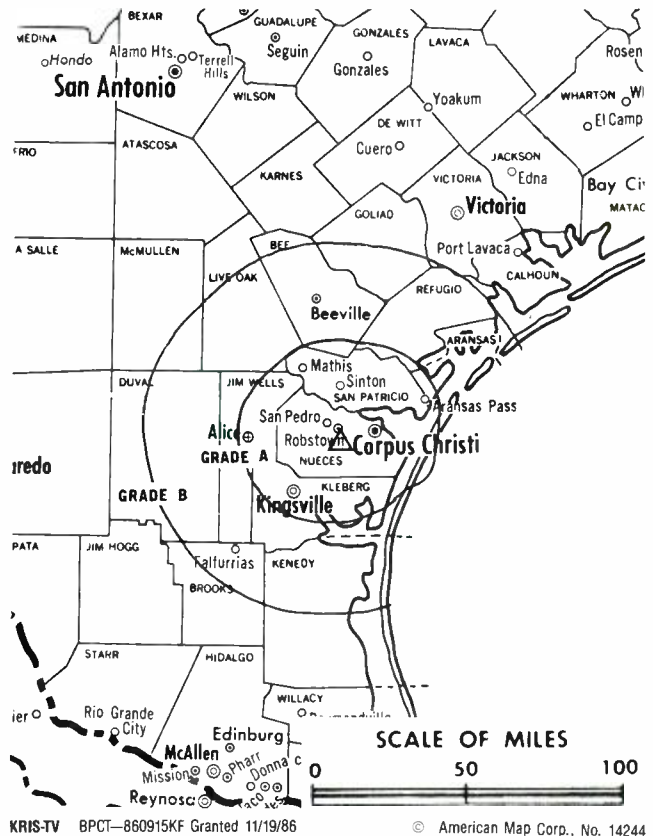 BEXAR
GUADALUPE
MEDINA
GONZALES
LAVACA
Hondo
Alamo Hts.
Terrell
Hills
Seguin
Gonzales
Rosen
San Antonio
WILSON
Yoakum
WHARTON
El Camp
DE WITT
FRIO
ATASCOSA
Cuero
JACKSON
Edna
KARNES
VICTORIA
Bay Ci
Victoria
MATAG
GOLIAD
A SALLE
McMULLEN
BEE
Port Lavaca
LIVE OAK
CALHOUN
REFUGIO
Beeville
ARANSAS
Mathis
DUVAL
JIM WELLS
Sinton
SAN PATRICIO
Aransas Pass
San Pedro
Alice
Robstown
Corpus Christi
GRADE A
NUECES
aredo
GRADE B
KLEBERG
Kingsville
PATA
JIM HOGG
Falfurrias
KENEDY
BROOKS
STARR
HIDALGO
WILLACY
ier
Rio Grande
City
Edinburg
McAllen
Pharr
Mission
Donna
Reynosa
SCALE OF MILES
0 50 100
KRIS-TV BPCT—860915KF Granted 11/19/86 © American Map Corp., No. 14244